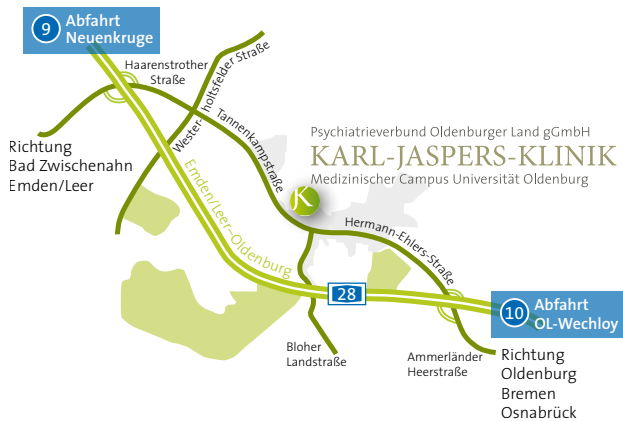 9
Abfahrt
Neuenkruge
Haarenstrother
Straße
Wester-
holtsfelder Straße
Tannenkampstraße
Richtung
Bad Zwischenahn
Emden/Leer
Psychiatrieverbund Oldenburger Land gGmbH
KARL-JASPERS-KLINIK
Medizinischer Campus Universität Oldenburg
K
Hermann-Ehlers-Straße
Emden/Leer–Oldenburg
28
10
Abfahrt
OL-Wechloy
Bloher
Landstraße
Ammerländer
Heerstraße
Richtung
Oldenburg
Bremen
Osnabrück